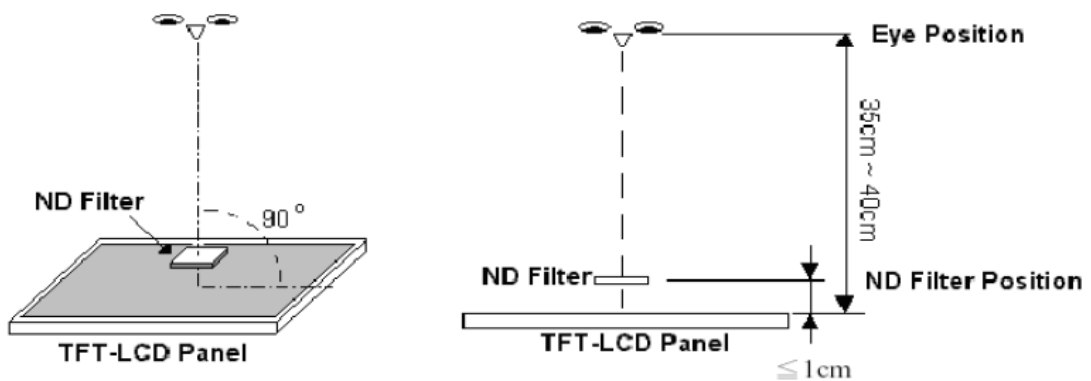 ND Filter
90°
TFT-LCD Panel
Eye Position
35cm ~ 40cm
ND Filter
ND Filter Position
TFT-LCD Panel
≦1cm